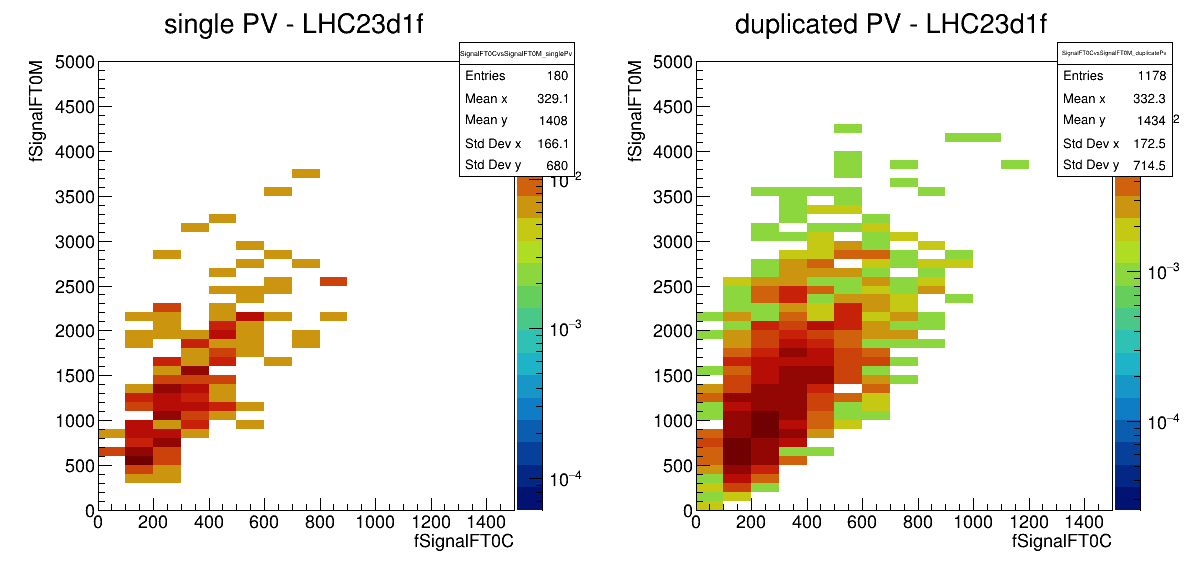 single PV - LHC23d1f
duplicated PV - LHC23d1f
fSignalFT0M
5000
4500
4000
3500
3000
2500
2000
1500
1000
500
0
0 200 400 600 800 1000 1200 1400
fSignalFT0C
SignalFT0CvsSignalFT0M_singlePv
Entries 180
Mean x 329.1
Mean y 1408
Std Dev x 166.1
Std Dev y 680
10−2
10−3
10−4
fSignalFT0M
5000
4500
4000
3500
3000
2500
2000
1500
1000
500
0
0 200 400 600 800 1000 1200 1400
fSignalFT0C
SignalFT0CvsSignalFT0M_duplicatePv
Entries 1178
Mean x 332.3
Mean y 1434
Std Dev x 172.5
Std Dev y 714.5
2
10−3
10−4